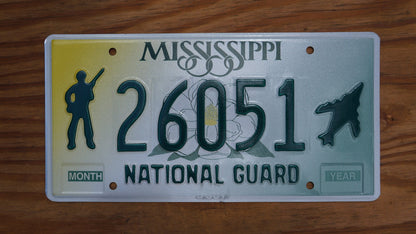 MISSISSIPPI
26051
MONTH NATIONAL GUARD YEAR